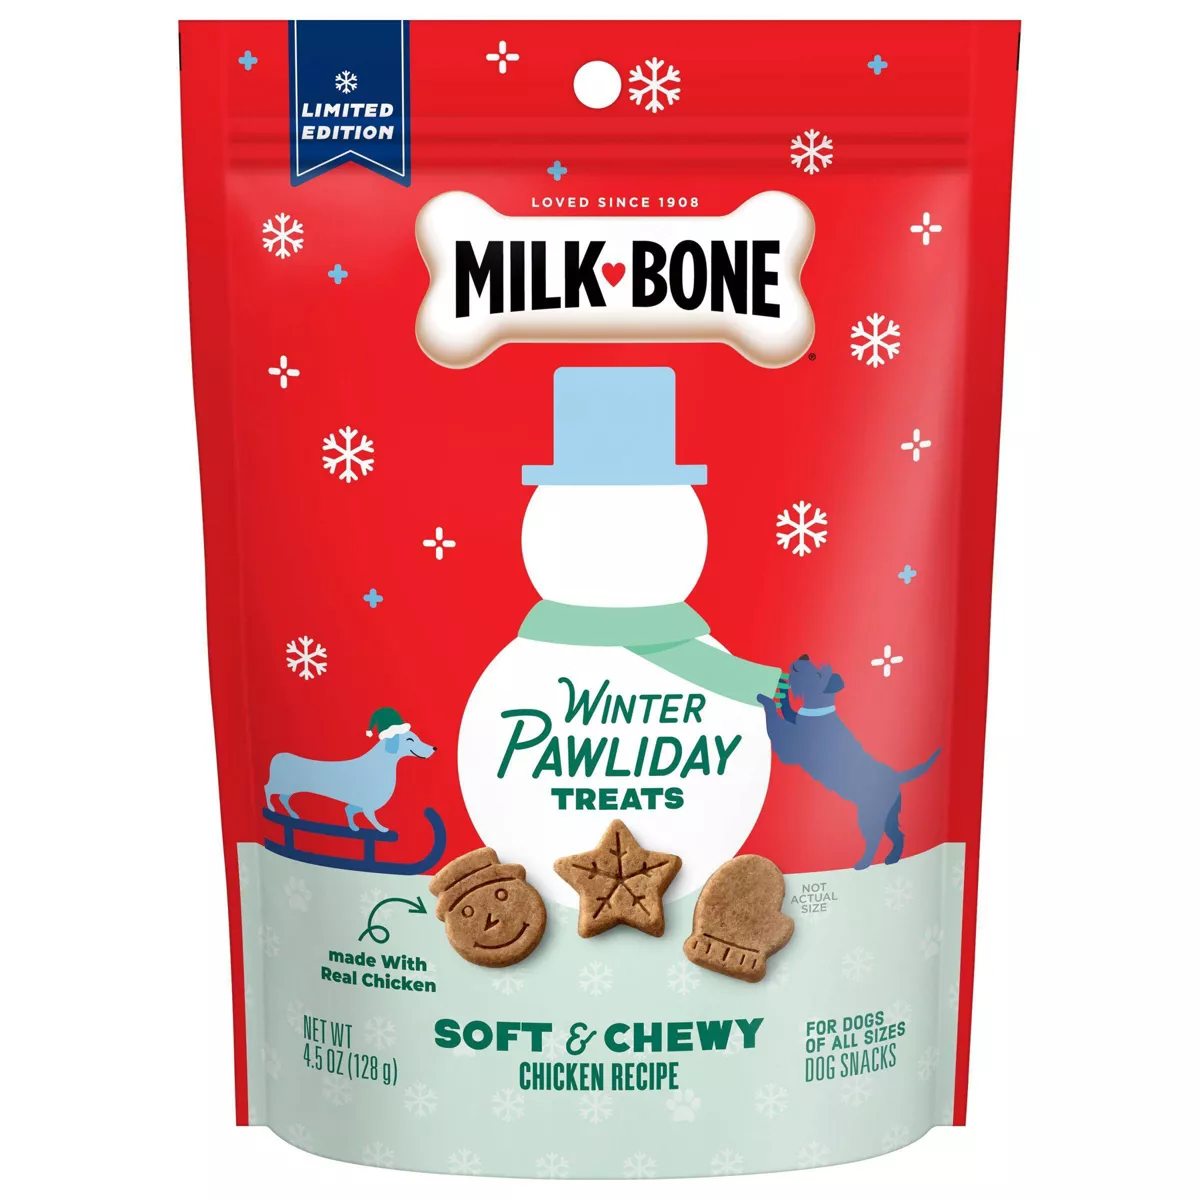 LIMITED
EDITION
LOVED SINCE 1908
MILK BONE
®
WINTER
PAWLIDAY
TREATS
NOT
ACTUAL
SIZE
made With
Real Chicken
NET WT
4.5 OZ (128 g)
SOFT & CHEWY
CHICKEN RECIPE
FOR DOGS
OF ALL SIZES
DOG SNACKS